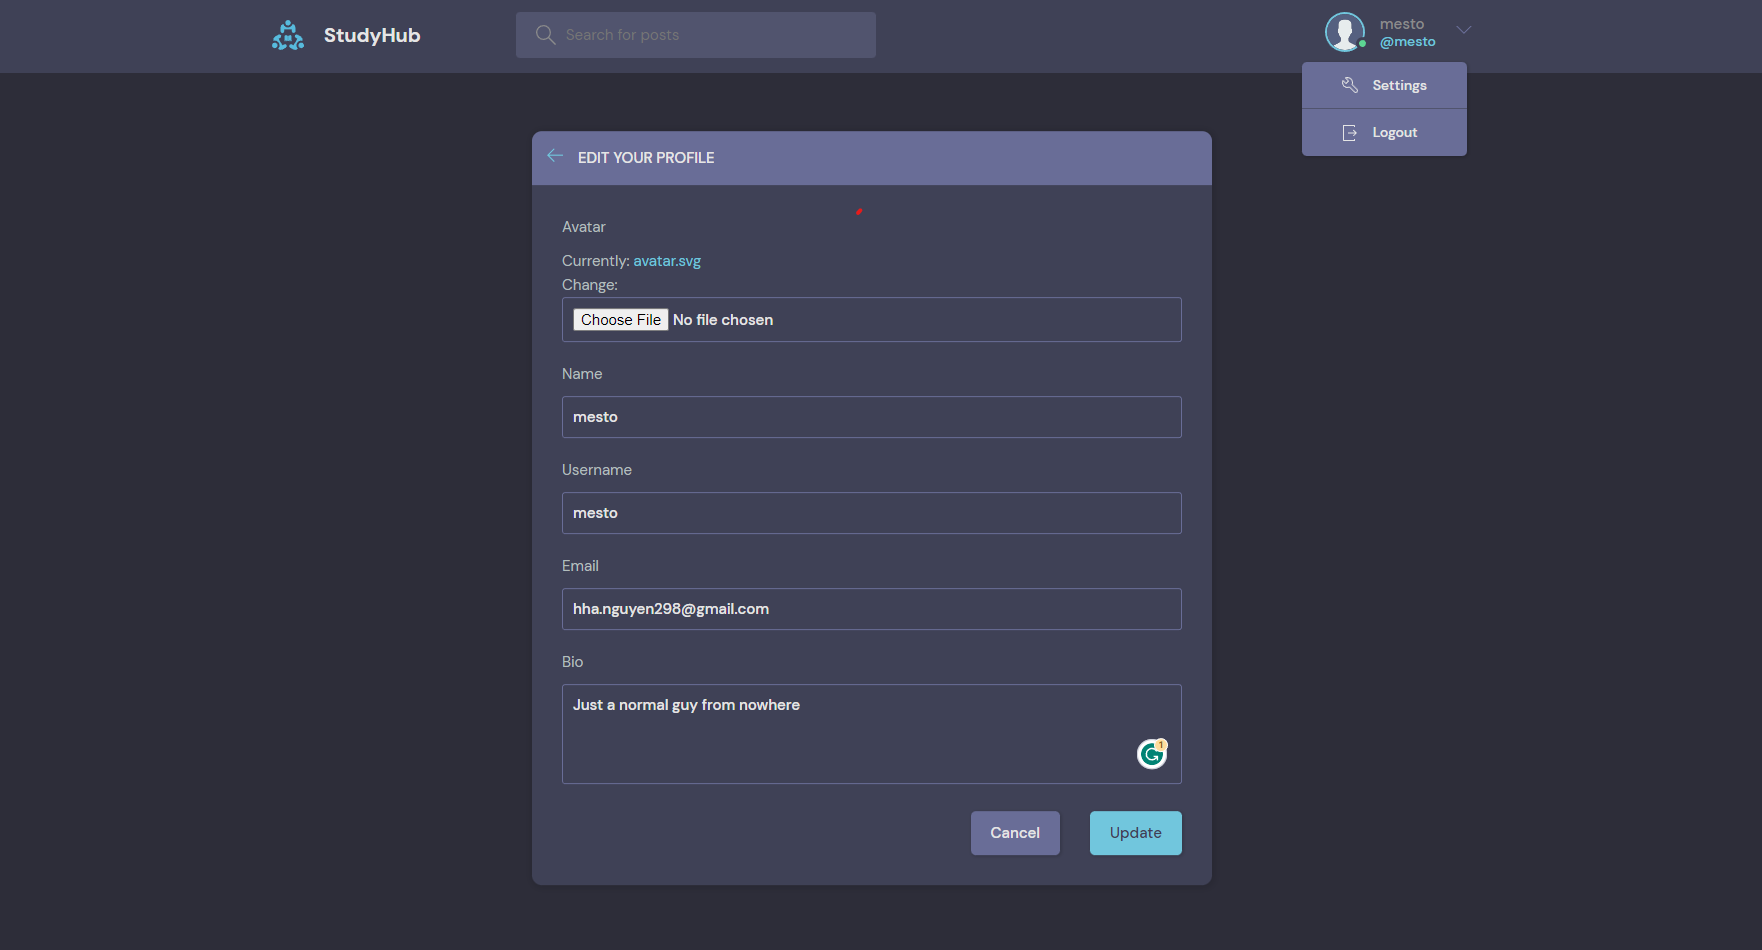 StudyHub
Search for posts
mesto
@mesto
Settings
Logout
EDIT YOUR PROFILE
Avatar
Currently: avatar.svg
Change:
Choose File No file chosen
Name
mesto
Username
mesto
Email
hha.nguyen298@gmail.com
Bio
Just a normal guy from nowhere
1
Cancel
Update